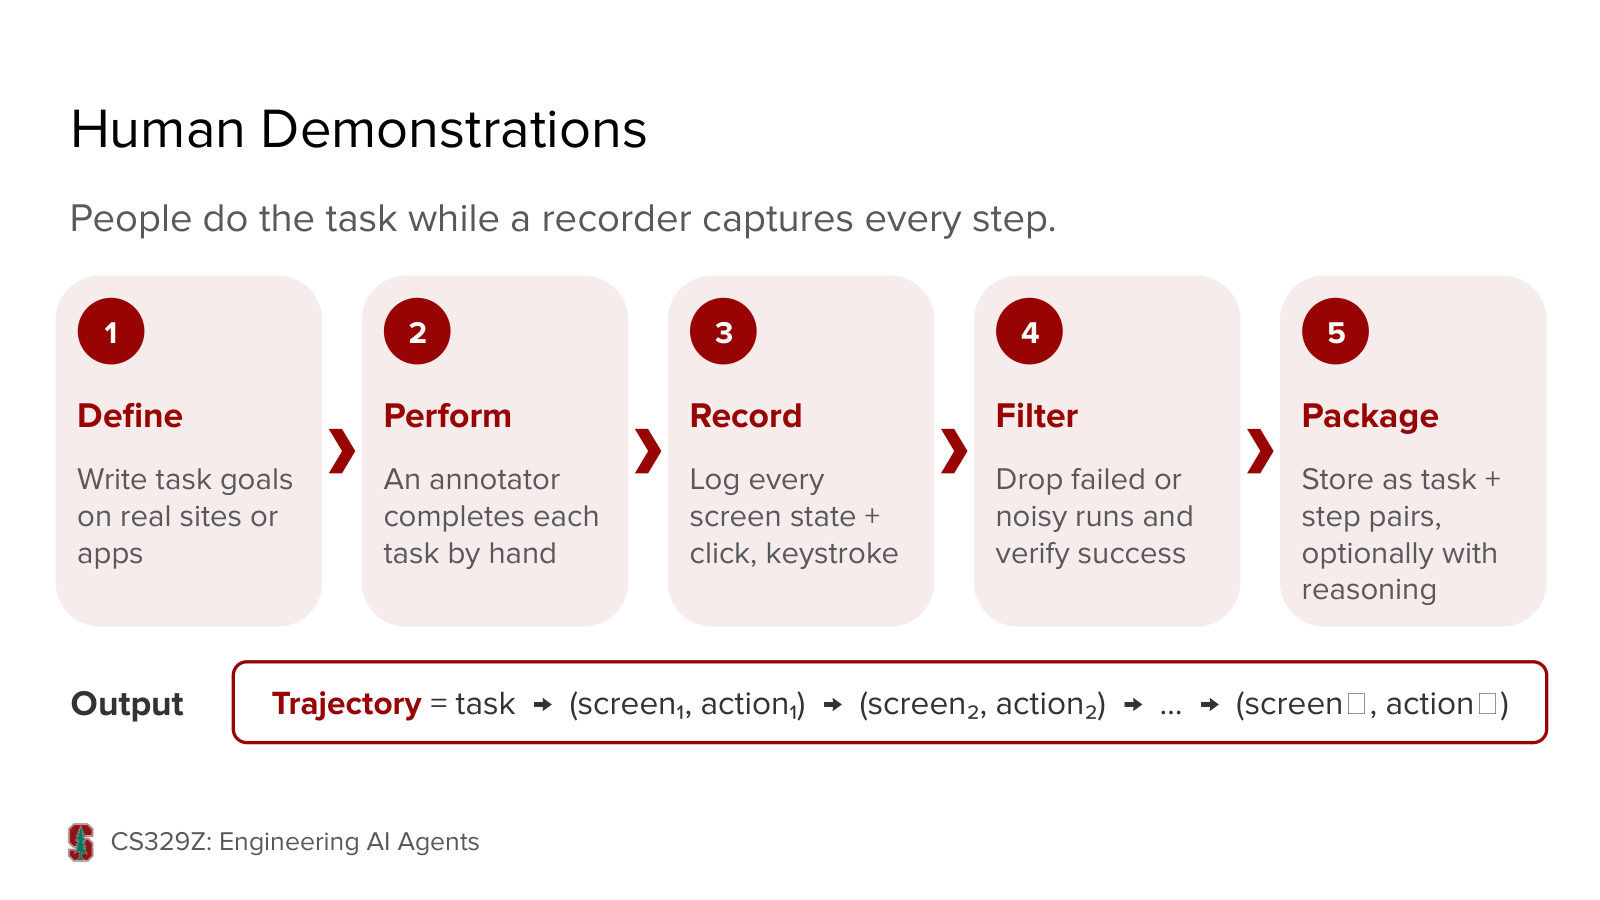 Human Demonstrations
People do the task while a recorder captures every step.
1
Define
Write task goals
on real sites or
apps
❯
2
Perform
An annotator
completes each
task by hand
❯
3
Record
Log every
screen state +
click, keystroke
❯
4
Filter
Drop failed or
noisy runs and
verify success
❯
5
Package
Store as task +
step pairs,
optionally with
reasoning
Output
Trajectory = task → (screen₁, action₁) → (screen₂, action₂) → … → (screen□, action□)
S
CS329Z: Engineering AI Agents